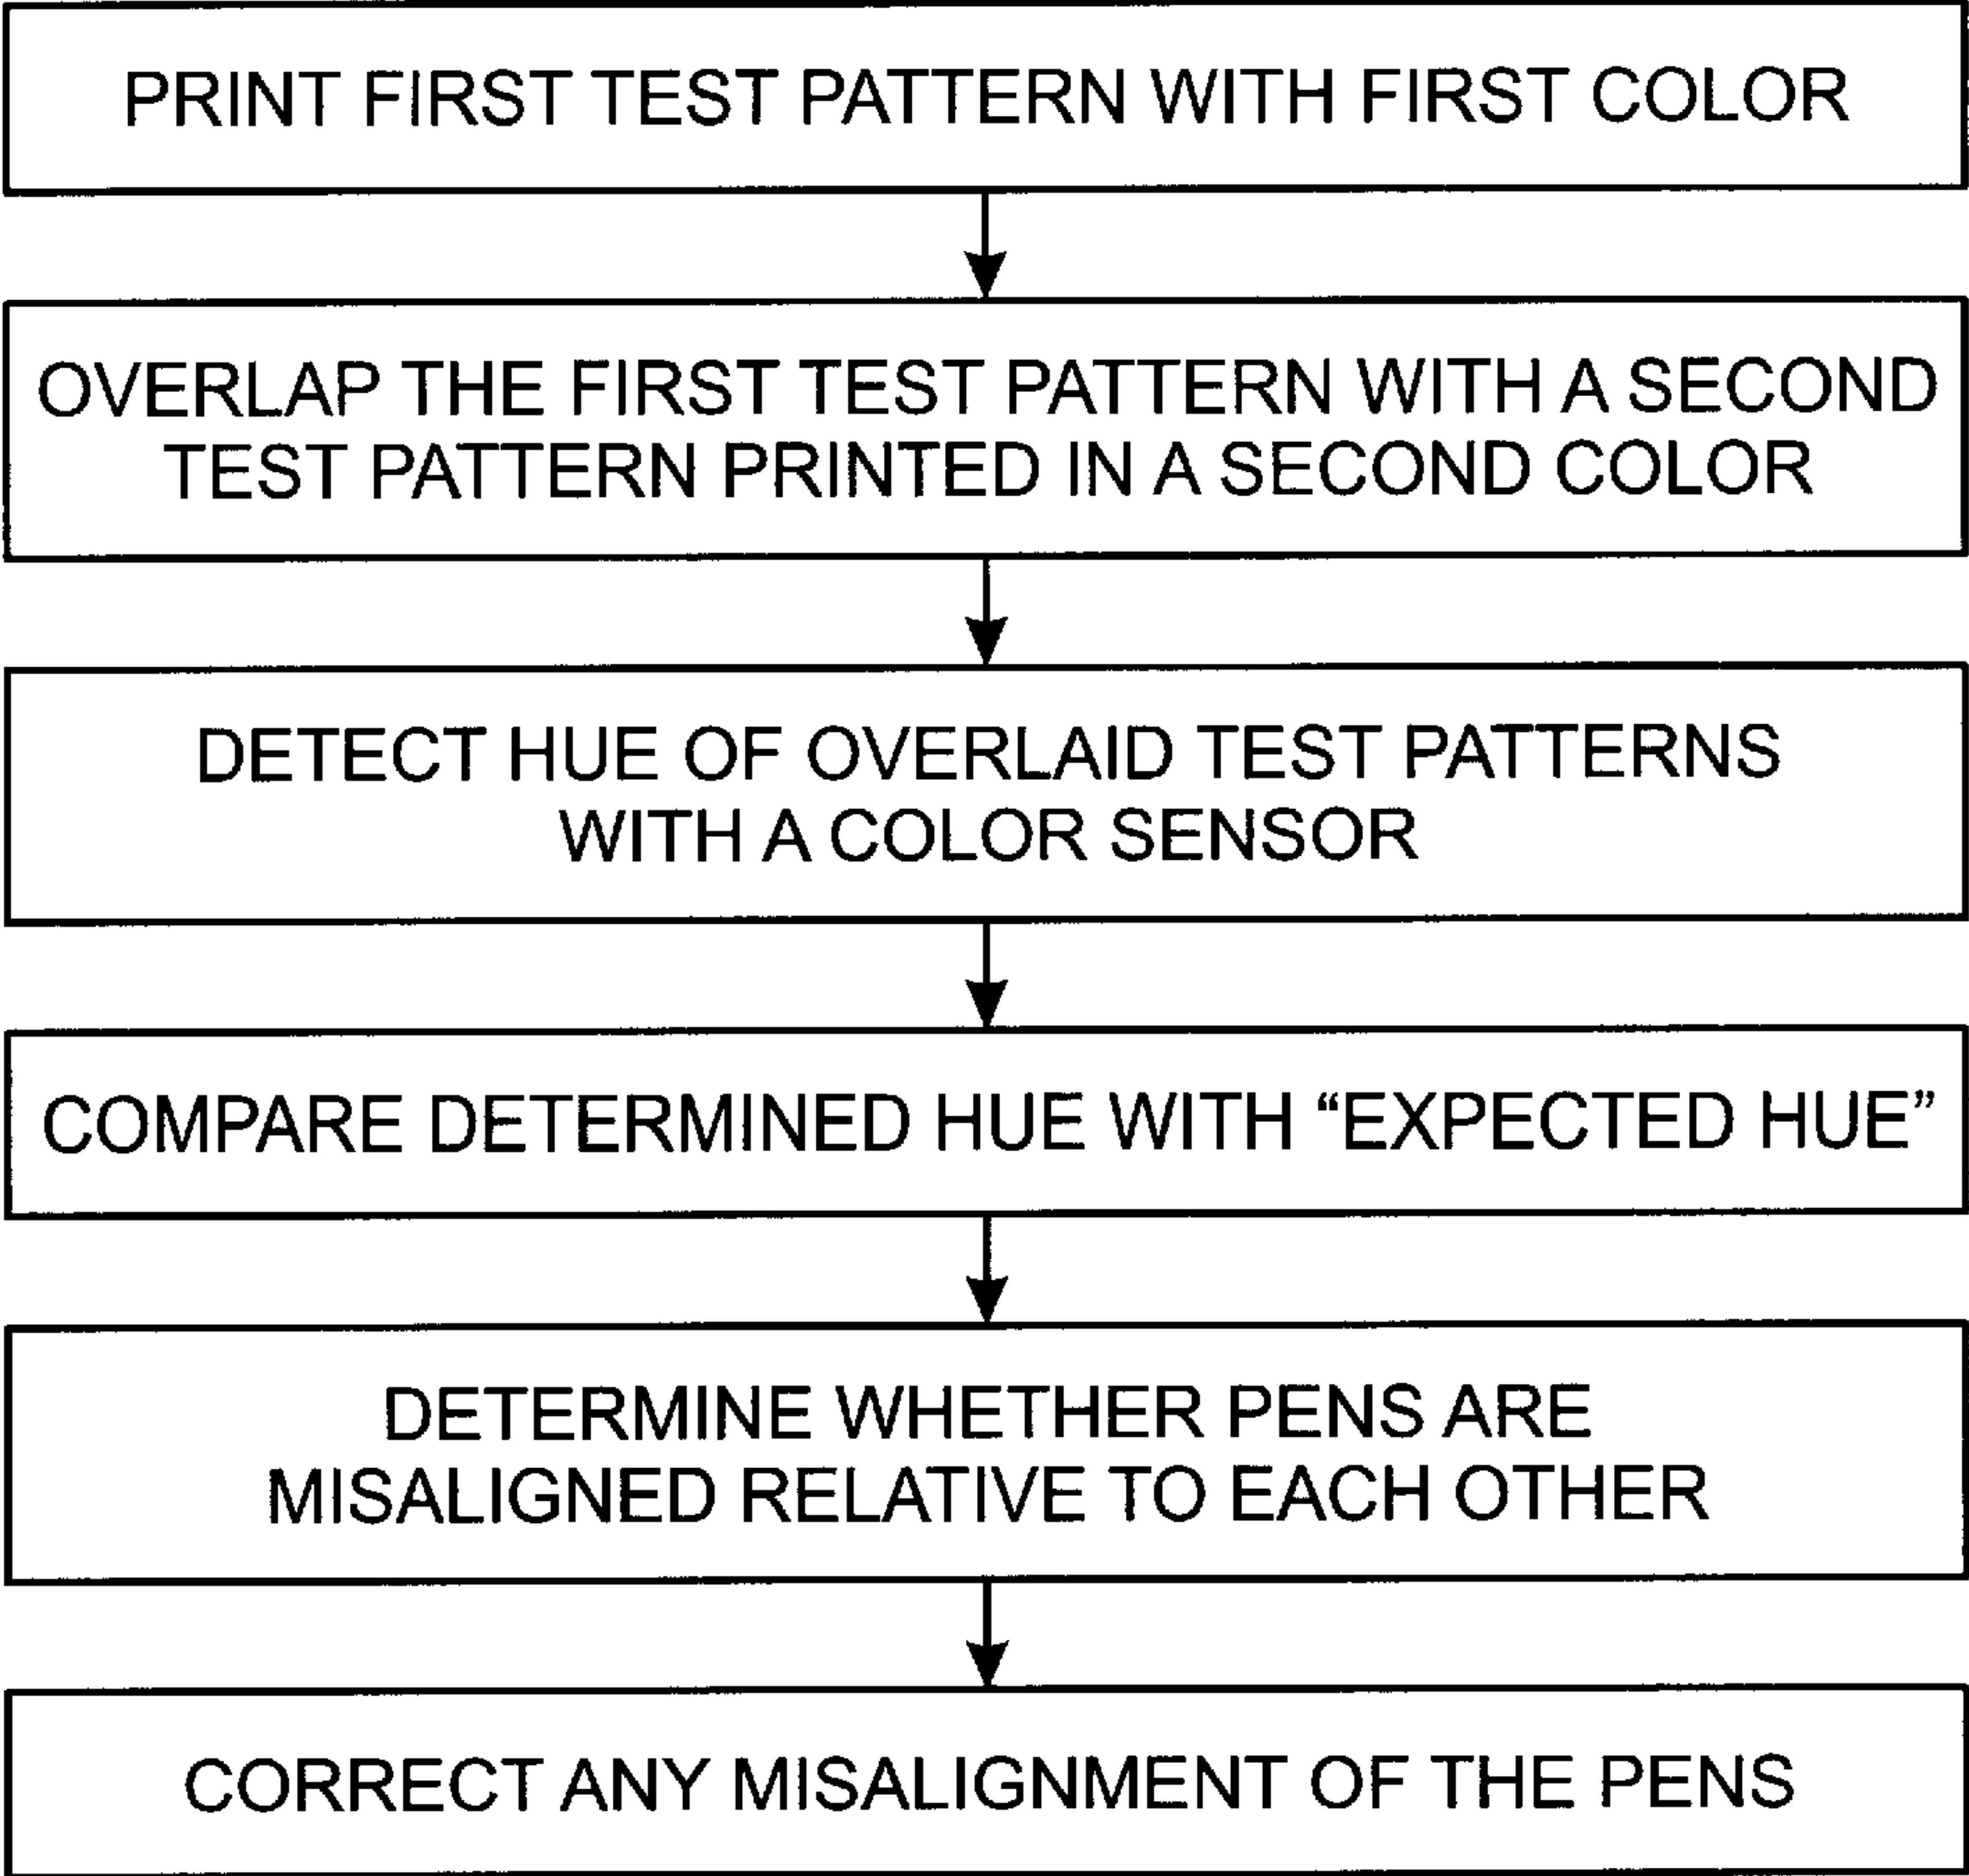 PRINT FIRST TEST PATTERN WITH FIRST COLOR
OVERLAP THE FIRST TEST PATTERN WITH A SECOND
TEST PATTERN PRINTED IN A SECOND COLOR
DETECT HUE OF OVERLAID TEST PATTERNS
WITH A COLOR SENSOR
COMPARE DETERMINED HUE WITH “EXPECTED HUE”
DETERMINE WHETHER PENS ARE
MISALIGNED RELATIVE TO EACH OTHER
CORRECT ANY MISALIGNMENT OF THE PENS